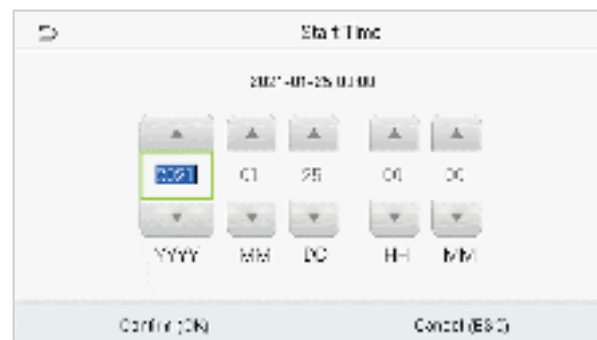 Start Time
2021-01-25 00:00
2021 01 25 00 00
YYYY MM DD HH MM
Confirm (OK) Cancel (ESC)